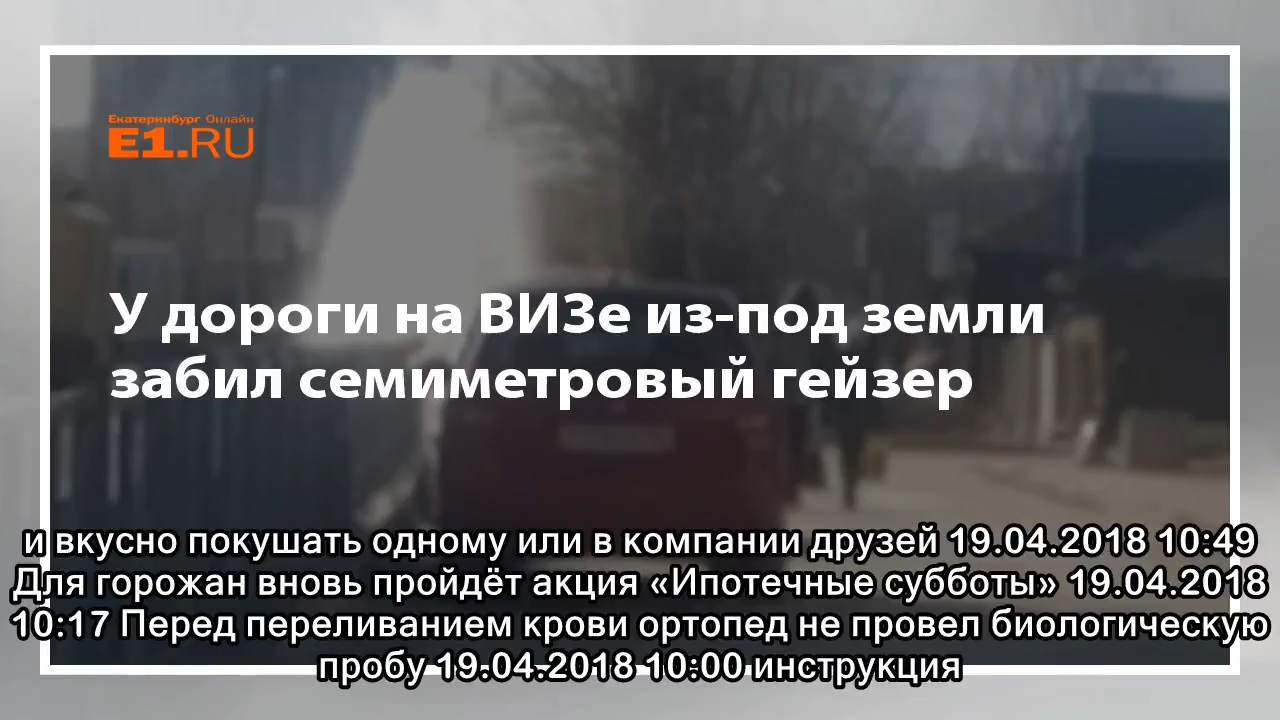 Екатеринбург Онлайн
E1.RU
У дороги на ВИЗе из-под земли
забил семиметровый гейзер
и вкусно покушать одному или в компании друзей 19.04.2018 10:49
Для горожан вновь пройдёт акция «Ипотечные субботы» 19.04.2018
10:17 Перед переливанием крови ортопед не провел биологическую
пробу 19.04.2018 10:00 инструкция